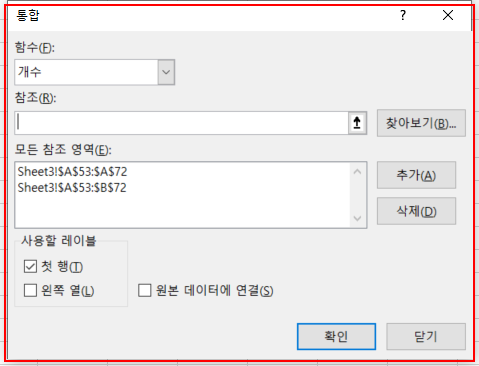 통합 ? ×
함수(F):
개수
참조(R):
찾아보기(B)...
모든 참조 영역(E):
Sheet3!$A$53:$A$72
Sheet3!$A$53:$B$72
추가(A)
삭제(D)
사용할 레이블
첫 행(T)
왼쪽 열(L) 원본 데이터에 연결(S)
확인 닫기